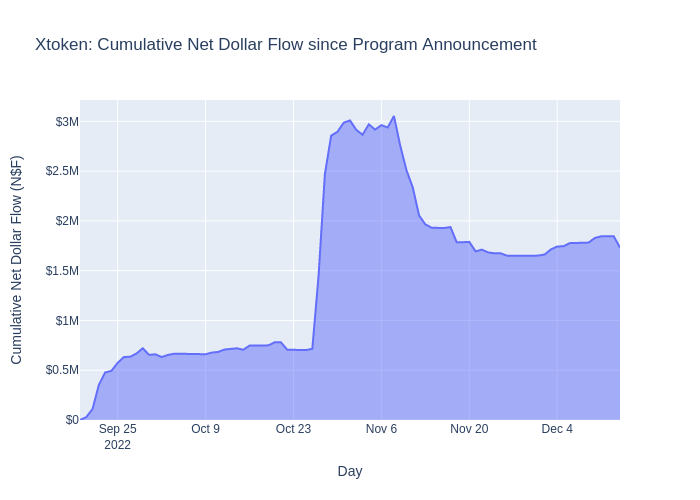 Xtoken: Cumulative Net Dollar Flow since Program Announcement
Cumulative Net Dollar Flow (N$F)
$3M
$2.5M
$2M
$1.5M
$1M
$0.5M
$0
Sep 25
2022
Oct 9
Oct 23
Nov 6
Nov 20
Dec 4
Day